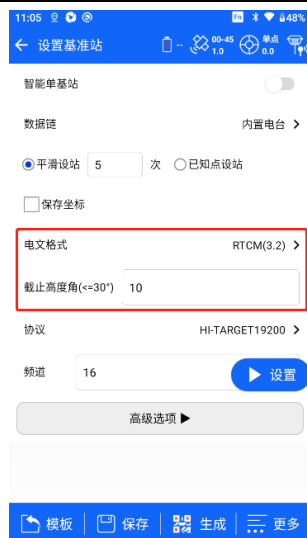 11:05
48%
设置基准站
--
00-45
1.0
单点
0.0
智能单基站
数据链 内置电台
平滑设站 5 次 已知点设站
保存坐标
电文格式 RTCM(3.2)
截止高度角(<=30°) 10
协议 HI-TARGET19200
频道 16 设置
高级选项
模板 保存 生成 更多